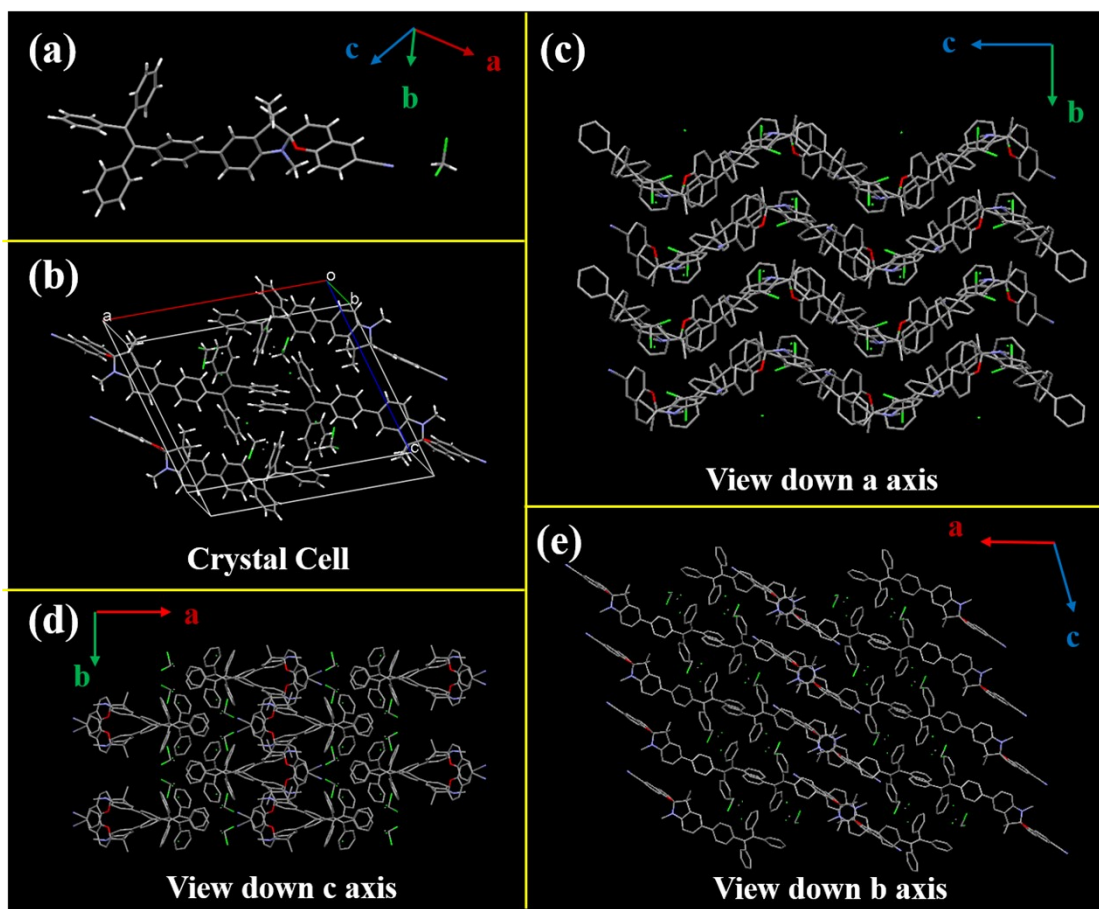 (a)
c
b
a
(b)
a
o
b
c
Crystal Cell
(c)
c
b
View down a axis
(d)
a
b
View down c axis
(e)
a
c
View down b axis